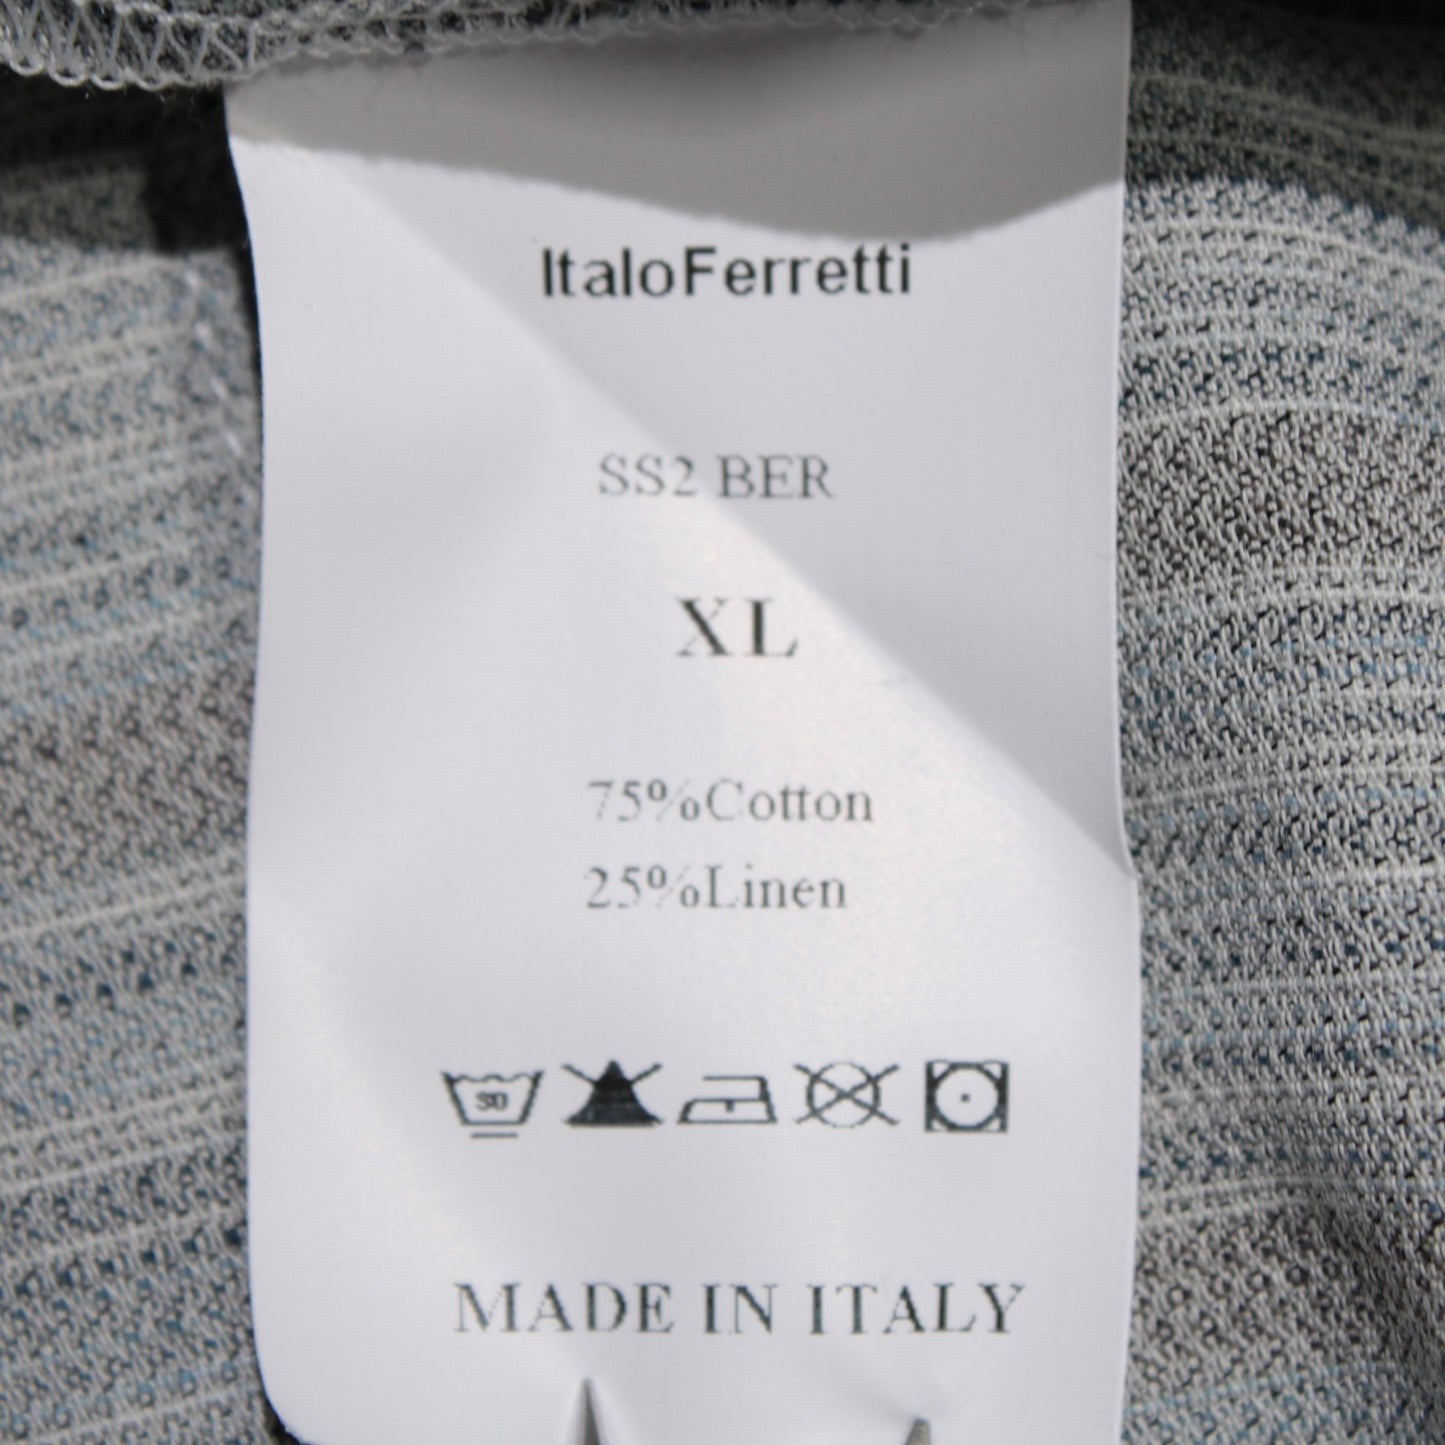 ItaloFerretti
SS2 BER
XL
75%Cotton
25%Linen
MADE IN ITALY